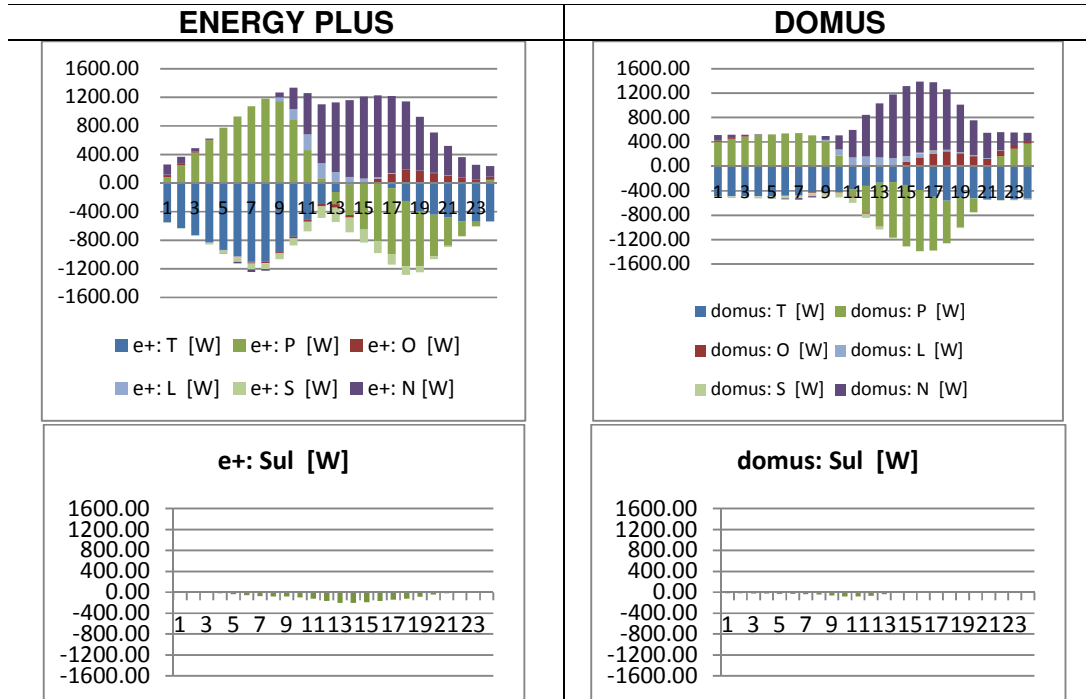 ENERGY PLUS
DOMUS
1600.00
1200.00
800.00
400.00
0.00
-400.00
-800.00
-1200.00
-1600.00
1 3 5 7 9 11 13 15 17 19 21 23
e+: T [W] e+: P [W] e+: O [W]
e+: L [W] e+: S [W] e+: N [W]
1600.00
1200.00
800.00
400.00
0.00
-400.00
-800.00
-1200.00
-1600.00
1 3 5 7 9 11 13 15 17 19 21 23
domus: T [W] domus: P [W]
domus: O [W] domus: L [W]
domus: S [W] domus: N [W]
e+: Sul [W]
1600.00
1200.00
800.00
400.00
0.00
-400.00
-800.00
-1200.00
-1600.00
1 3 5 7 9 11 13 15 17 19 21 23
domus: Sul [W]
1600.00
1200.00
800.00
400.00
0.00
-400.00
-800.00
-1200.00
-1600.00
1 3 5 7 9 11 13 15 17 19 21 23